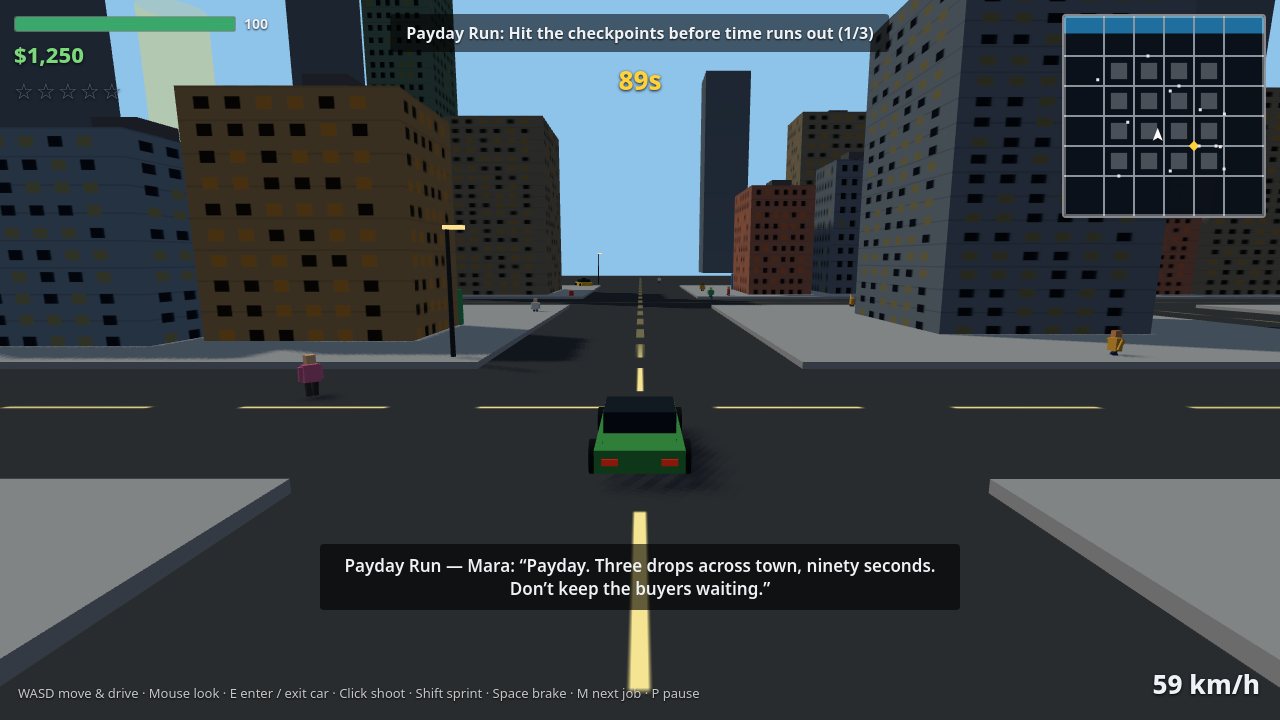 100
Payday Run: Hit the checkpoints before time runs out (1/3)
$1,250
89s
Payday Run — Mara: “Payday. Three drops across town, ninety seconds.
Don’t keep the buyers waiting.”
WASD move & drive · Mouse look · E enter / exit car · Click shoot · Shift sprint · Space brake · M next job · P pause
59 km/h